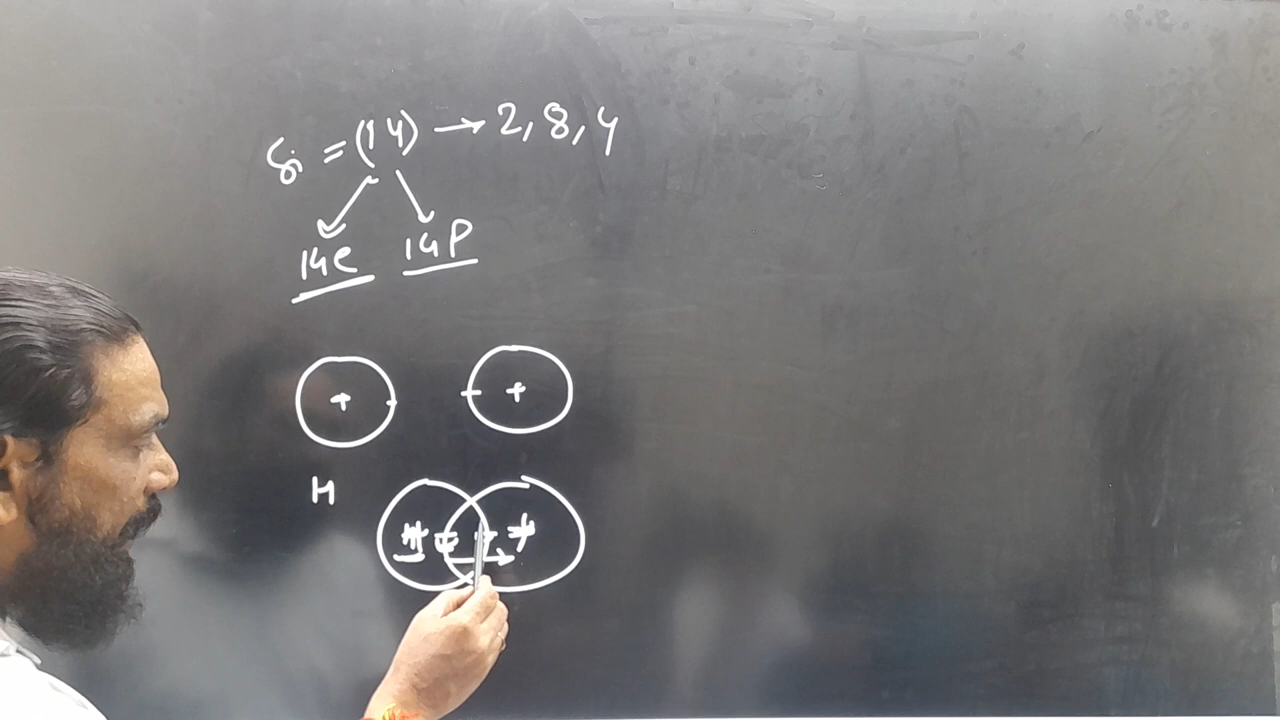 Si = (14) → 2, 8, 4
14e 14P
+ +
H